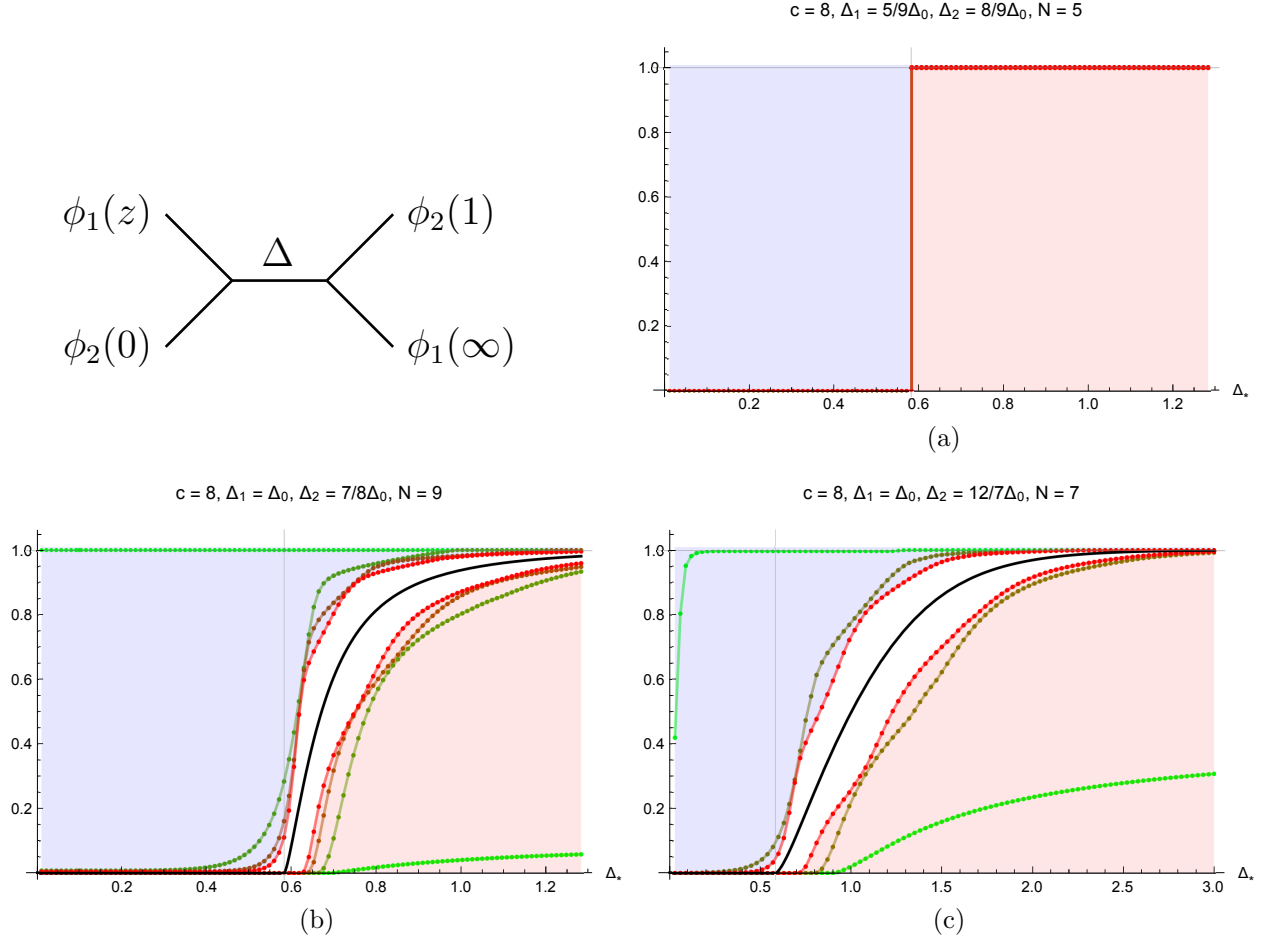 c = 8, Δ₁ = 5/9Δ₀, Δ₂ = 8/9Δ₀, N = 5
ϕ₁(z) ϕ₂(1)
Δ
ϕ₂(0) ϕ₁(∞)
1.0
0.8
0.6
0.4
0.2
0.2 0.4 0.6 0.8 1.0 1.2 Δ*
(a)
c = 8, Δ₁ = Δ₀, Δ₂ = 7/8Δ₀, N = 9
1.0
0.8
0.6
0.4
0.2
0.2 0.4 0.6 0.8 1.0 1.2 Δ*
(b)
c = 8, Δ₁ = Δ₀, Δ₂ = 12/7Δ₀, N = 7
1.0
0.8
0.6
0.4
0.2
0.5 1.0 1.5 2.0 2.5 3.0 Δ*
(c)